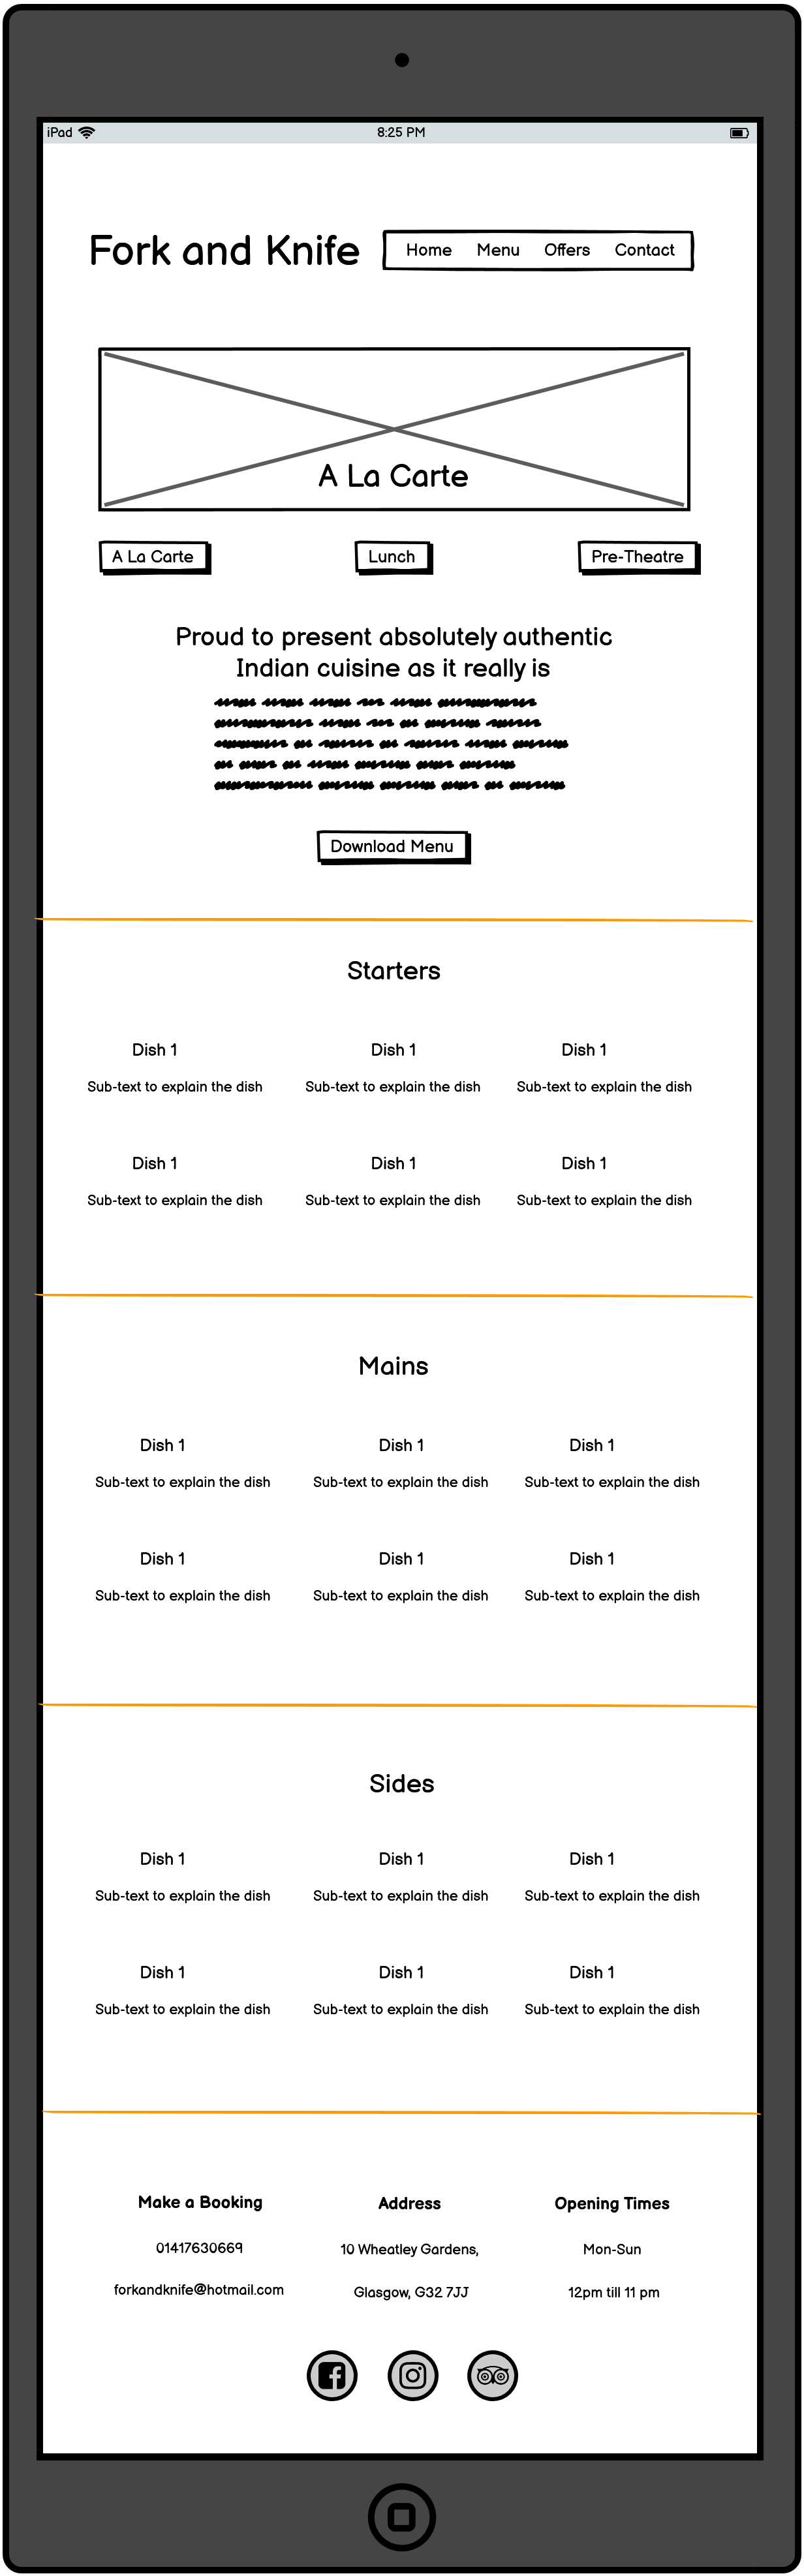 iPad 8:25 PM
Fork and Knife
Home Menu Offers Contact
A La Carte
A La Carte Lunch Pre-Theatre
Proud to present absolutely authentic
Indian cuisine as it really is
Download Menu
Starters
Dish 1 Dish 1 Dish 1
Sub-text to explain the dish Sub-text to explain the dish Sub-text to explain the dish
Dish 1 Dish 1 Dish 1
Sub-text to explain the dish Sub-text to explain the dish Sub-text to explain the dish
Mains
Dish 1 Dish 1 Dish 1
Sub-text to explain the dish Sub-text to explain the dish Sub-text to explain the dish
Dish 1 Dish 1 Dish 1
Sub-text to explain the dish Sub-text to explain the dish Sub-text to explain the dish
Sides
Dish 1 Dish 1 Dish 1
Sub-text to explain the dish Sub-text to explain the dish Sub-text to explain the dish
Dish 1 Dish 1 Dish 1
Sub-text to explain the dish Sub-text to explain the dish Sub-text to explain the dish
Make a Booking Address Opening Times
01417630669 10 Wheatley Gardens, Mon-Sun
forkandknife@hotmail.com Glasgow, G32 7JJ 12pm till 11 pm